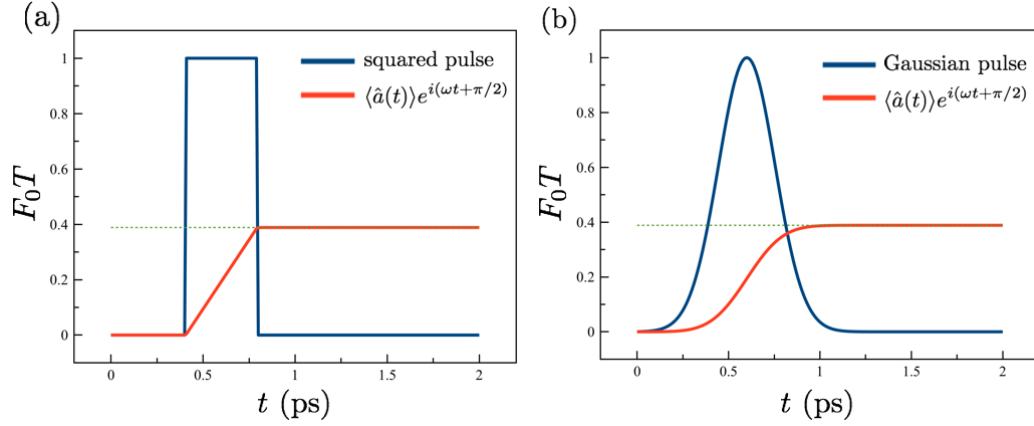 (a)
squared pulse
⟨â(t)⟩e^{i(ωt+π/2)}
F₀T
1
0.8
0.6
0.4
0.2
0
0
0.5
1
1.5
2
t (ps)
(b)
Gaussian pulse
⟨â(t)⟩e^{i(ωt+π/2)}
F₀T
1
0.8
0.6
0.4
0.2
0
0
0.5
1
1.5
2
t (ps)